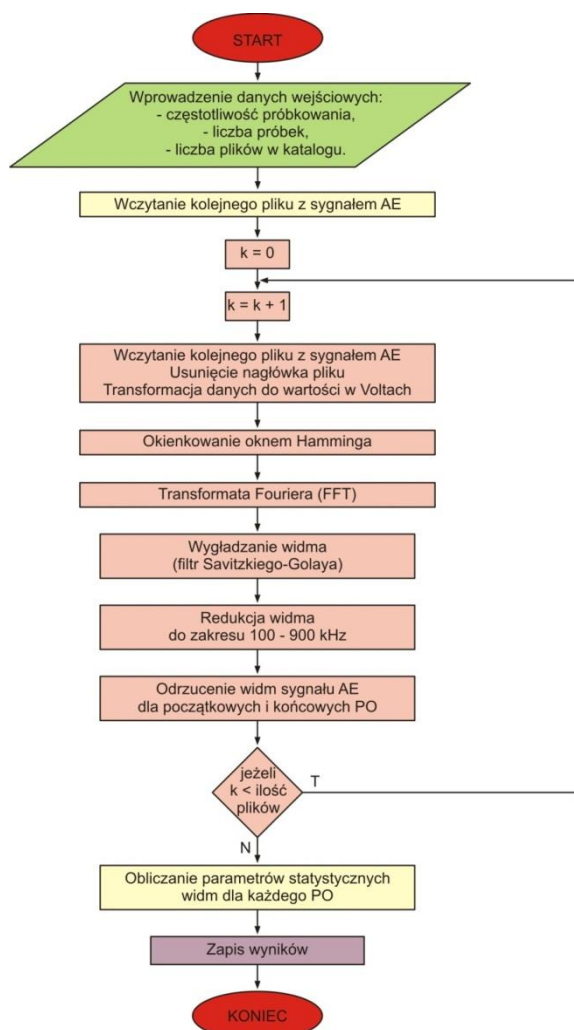 START
Wprowadzenie danych wejściowych:
- częstotliwość próbkowania,
- liczba próbek,
- liczba plików w katalogu.
Wczytanie kolejnego pliku z sygnałem AE
k = 0
k = k + 1
Wczytanie kolejnego pliku z sygnałem AE
Usunięcie nagłówka pliku
Transformacja danych do wartości w Voltach
Okienkowanie oknem Hamminga
Transformata Fouriera (FFT)
Wygładzanie widma
(filtr Savitzkiego-Golaya)
Redukcja widma
do zakresu 100 - 900 kHz
Odrzucenie widm sygnału AE
dla początkowych i końcowych PO
jeżeli
k < ilość
plików
T
N
Obliczanie parametrów statystycznych
widm dla każdego PO
Zapis wyników
KONIEC